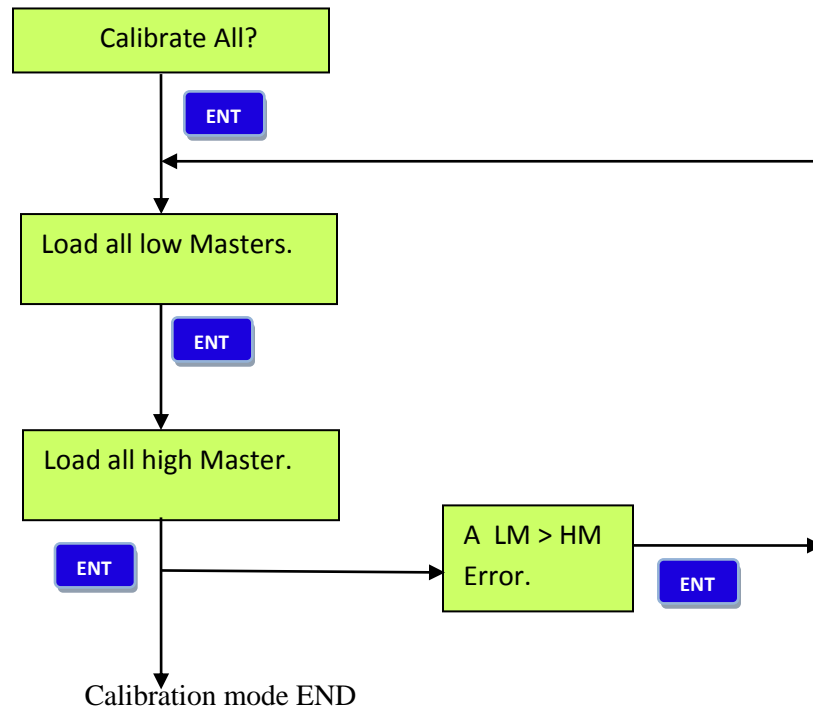 Calibrate All?
ENT
Load all low Masters.
ENT
Load all high Master.
A LM > HM
Error.
ENT
ENT
Calibration mode END